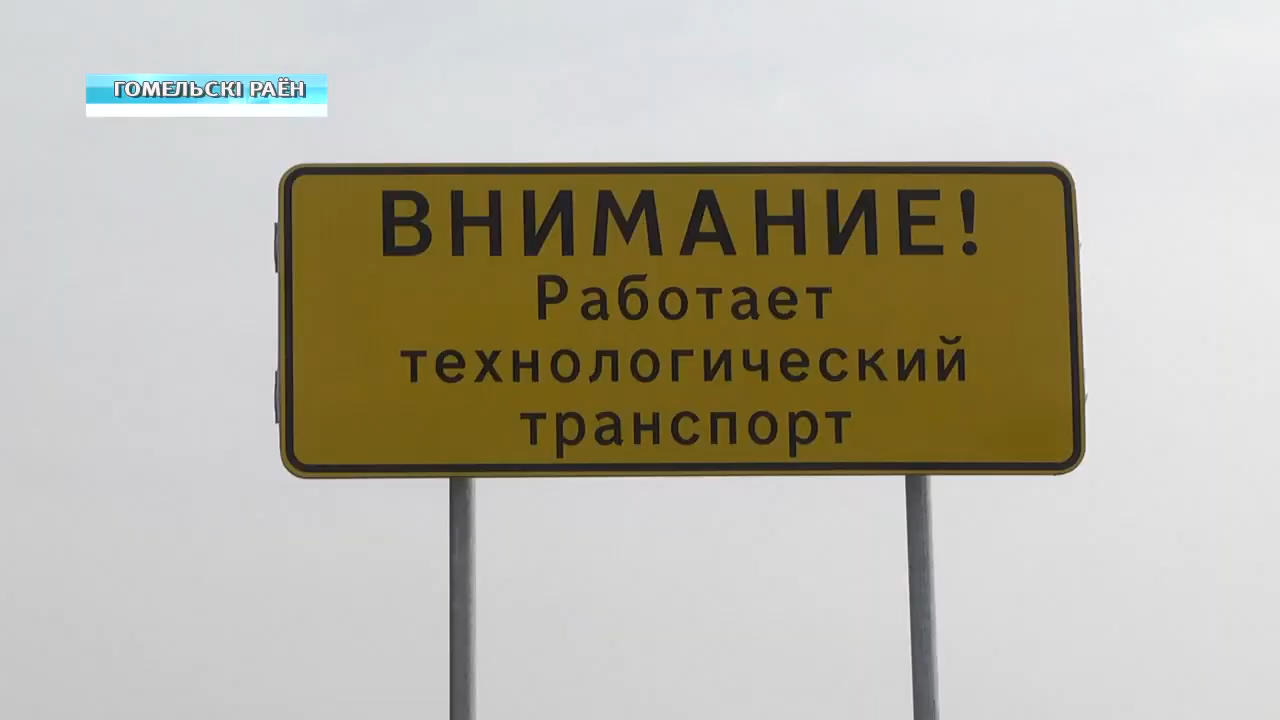 ГОМЕЛЬСКІ РАЁН
ВНИМАНИЕ!
Работает
технологический
транспорт